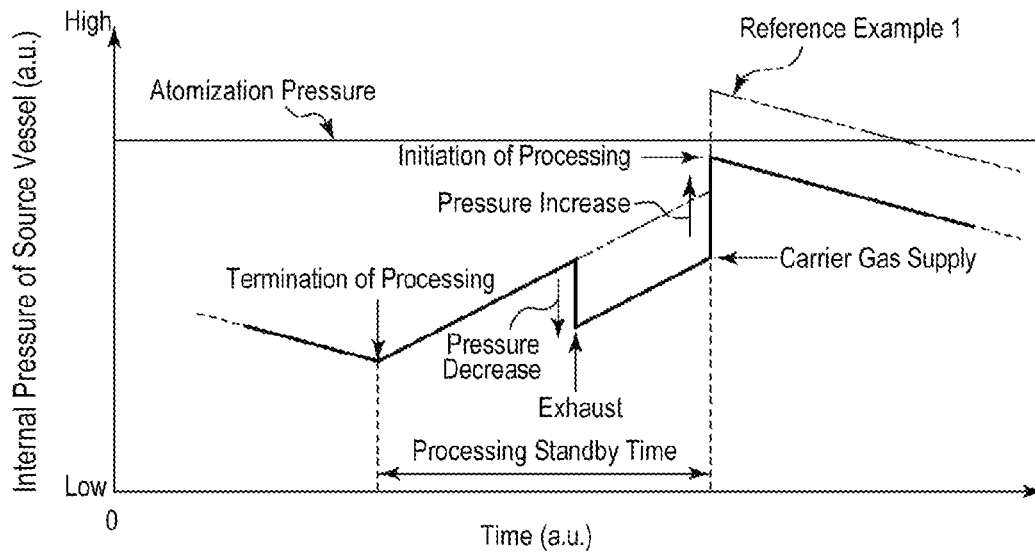 High
Internal Pressure of Source Vessel (a.u.)
Reference Example 1
Atomization Pressure
Initiation of Processing
Pressure Increase
Carrier Gas Supply
Termination of Processing
Pressure
Decrease
Exhaust
Processing Standby Time
Low
0
Time (a.u.)